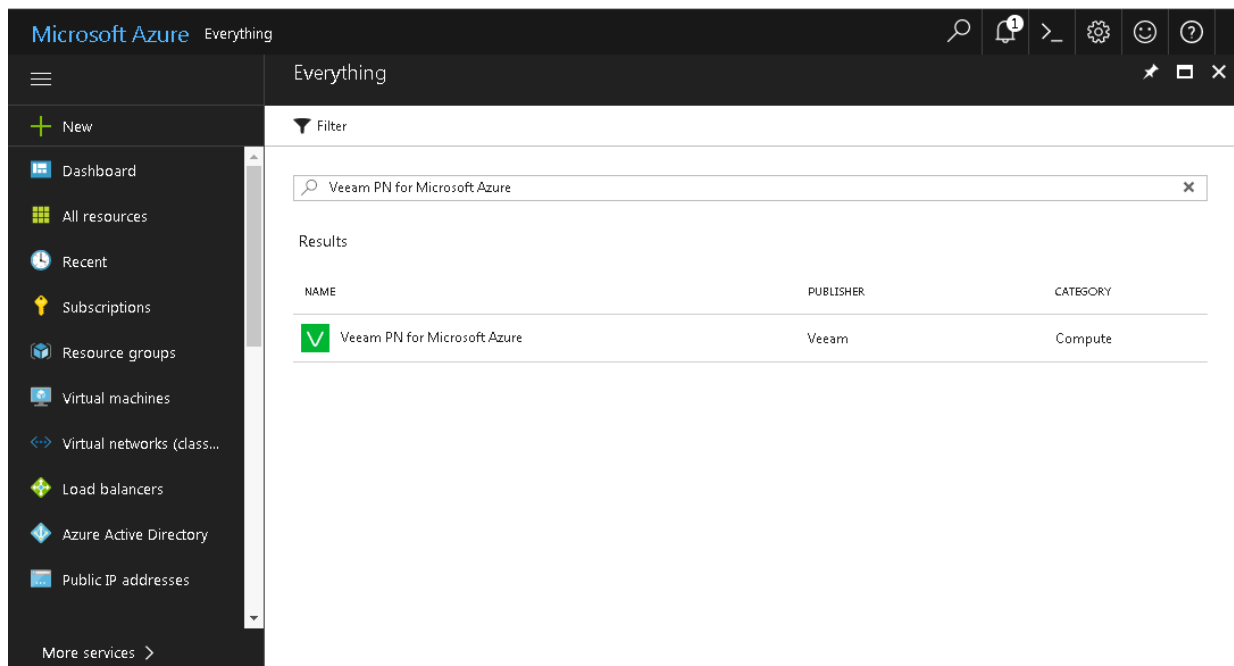 Microsoft Azure Everything
1
Everything
New
Filter
Dashboard
All resources
Recent
Subscriptions
Resource groups
Virtual machines
Virtual networks (class...
Load balancers
Azure Active Directory
Public IP addresses
More services >
Veeam PN for Microsoft Azure
Results
NAME PUBLISHER CATEGORY
Veeam PN for Microsoft Azure Veeam Compute